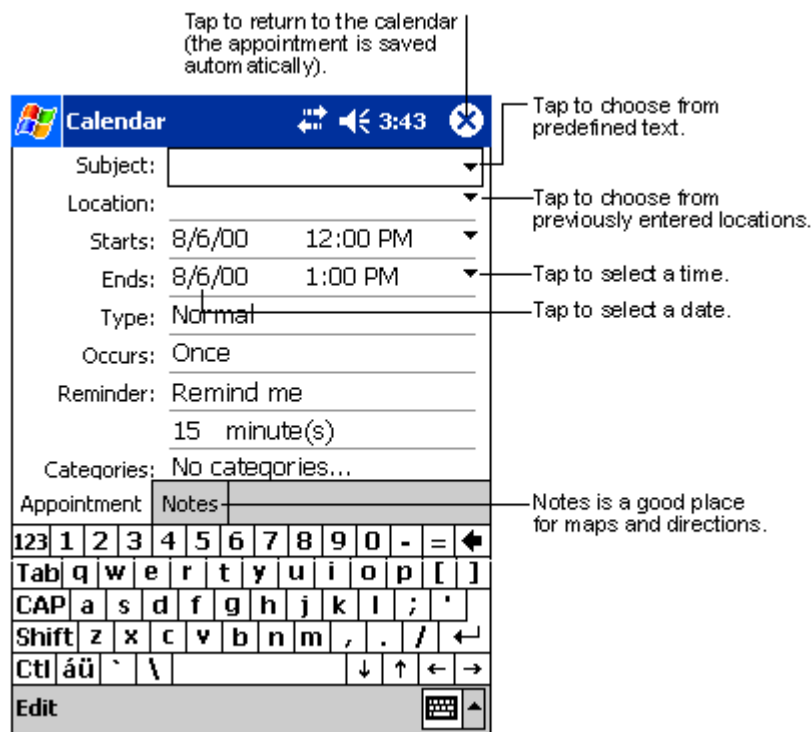 Tap to return to the calendar
(the appointment is saved
automatically).
Calendar 3:43
Tap to choose from
predefined text.
Subject:
Location:
Tap to choose from
previously entered locations.
Starts: 8/6/00 12:00 PM
Ends: 8/6/00 1:00 PM
Tap to select a time.
Type: Normal
Tap to select a date.
Occurs: Once
Reminder: Remind me
15 minute(s)
Categories: No categories...
Appointment Notes
Notes is a good place
for maps and directions.
123 1 2 3 4 5 6 7 8 9 0 - =
Tab q w e r t y u i o p [ ]
CAP a s d f g h j k l ; '
Shift z x c v b n m , . / ↵
Ctl áü ` \ ↓ ↑ ← →
Edit